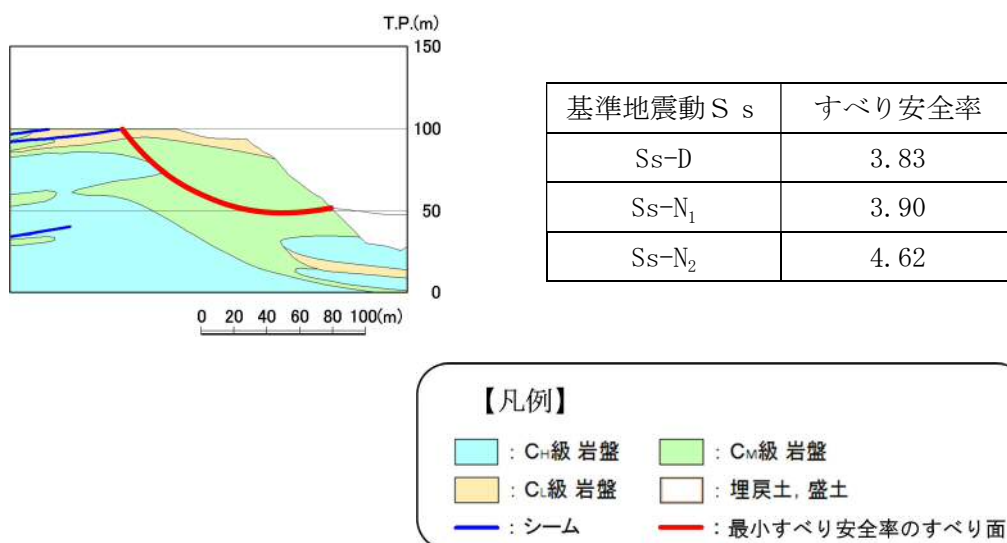 T.P.(m)
150
100
50
0
0 20 40 60 80 100(m)
基準地震動Ｓｓ すべり安全率
Ss-D 3.83
Ss-N₁ 3.90
Ss-N₂ 4.62
【凡例】
：CH級 岩盤 ：CM級 岩盤
：CL級 岩盤 ：埋戻土，盛土
：シーム ：最小すべり安全率のすべり面